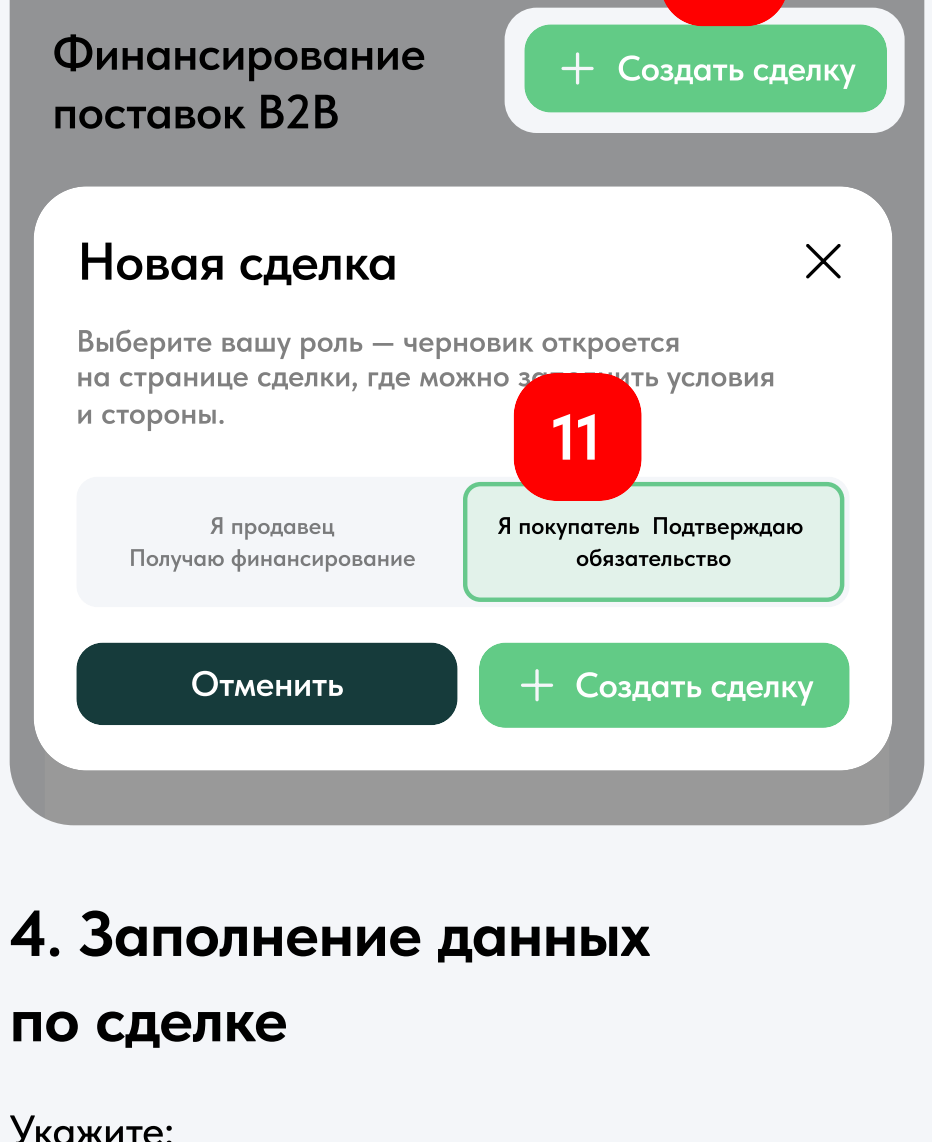 Финансирование
поставок B2B
Создать сделку
Новая сделка
Выберите вашу роль — черновик откроется
на странице сделки, где можно заполнить условия
и стороны.
11
Я продавец
Получаю финансирование
Я покупатель Подтверждаю
обязательство
Отменить
Создать сделку
4. Заполнение данных
по сделке
Укажите: